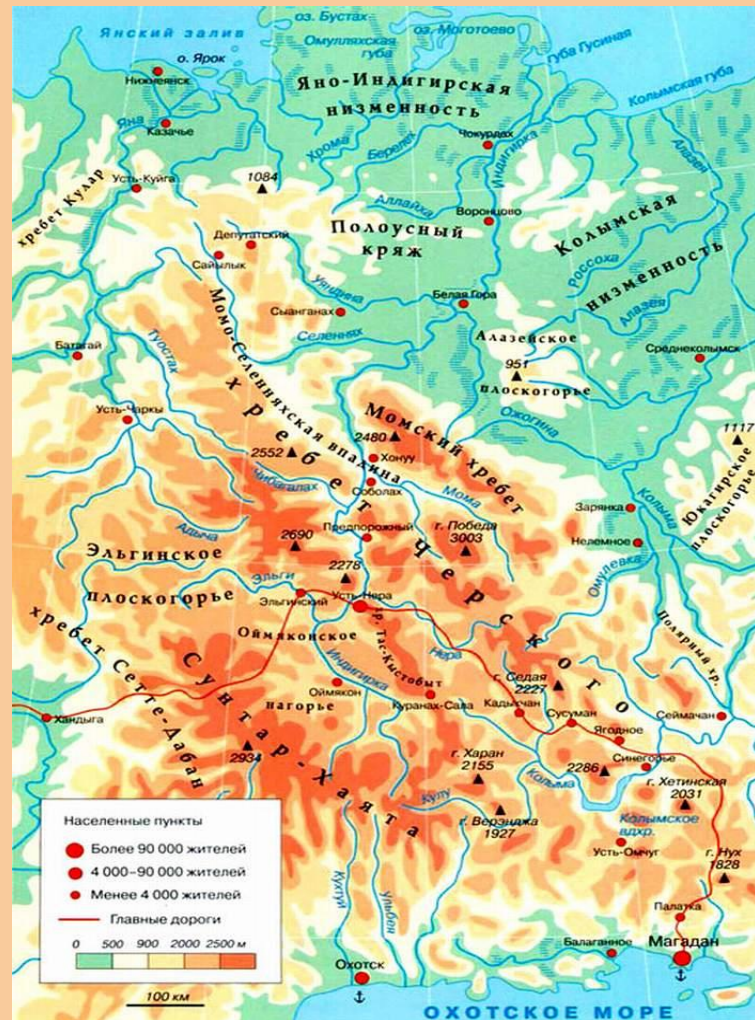 оз. Бустах
оз. Моготоево
Янский залив
Омулляхская
губа
губа Гусиная
о. Ярок
Нижнеянск
Яно-Индигирская
низменность
Колымская губа
Яна
Казачье
Хрома
Берелех
Чокурдах
Индигирка
Алазея
Усть-Куйга
1084
хребет Кулар
Аллайха
Воронцово
Полоусный
кряж
Колымская
низменность
Депутатский
Сайылык
Россоха
Алазея
Уяндина
Белая Гора
Сыанганах
Селеннях
Момо-Селенняхская впадина
Алазейское
плоскогорье
951
Среднеколымск
Батагай
Туостах
Усть-Чаркы
хребет Черского
Момский хребет
2480
Ожогина
1117
2552
Хонуу
Соболах
Чибагалах
Мома
Юкагирское
плоскогорье
Колыма
Зарянка
Адыча
Предпорожный
г. Победа
3003
Нелемное
2690
Эльгинское
плоскогорье
2278
Омулевка
Эльги
Эльгинский
Усть-Нера
хр. Тас-Кыстабыт
Оймяконское
нагорье
Нера
Полярный хр.
хребет Сетте-Дабан
Сунтар-Хаята
Индигирка
Оймякон
Куранах-Сала
г. Седая
2227
Кадыкчан
Сусуман
Сеймчан
Хандыга
Ягодное
2934
г. Харан
2155
Синегорье
2286
Колыма
г. Хетинская
2031
Кулу
г. Верэнджа
1927
Колымское
вдхр.
Усть-Омчуг
г. Нух
1828
Населенные пункты
Более 90 000 жителей
4 000–90 000 жителей
Менее 4 000 жителей
Главные дороги
0 500 900 2000 2500 м
100 км
Кухтуй
Ульбен
Палатка
Балаганное
Магадан
Охотск
ОХОТСКОЕ МОРЕ